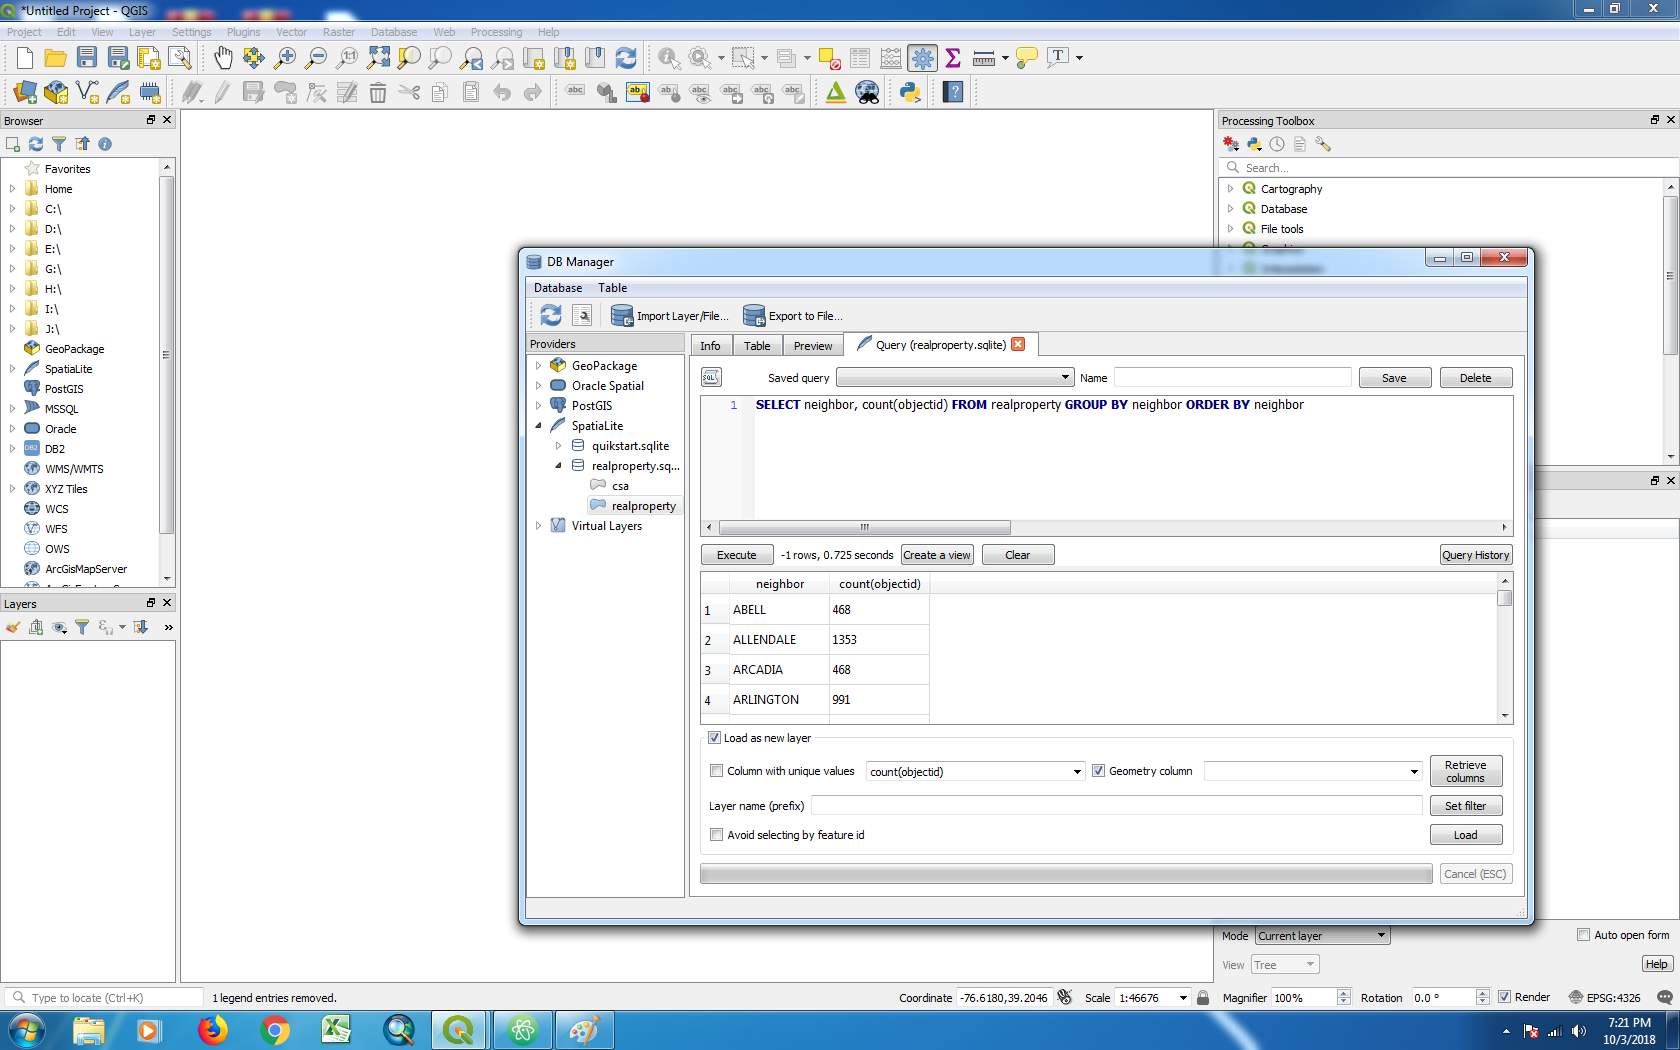 *Untitled Project - QGIS
Project Edit View Layer Settings Plugins Vector Raster Database Web Processing Help
Browser
Favorites
Home
C:\
D:\
E:\
G:\
H:\
I:\
J:\
GeoPackage
SpatiaLite
PostGIS
MSSQL
Oracle
DB2
WMS/WMTS
XYZ Tiles
WCS
WFS
OWS
ArcGisMapServer
Layers
Processing Toolbox
Search...
Cartography
Database
File tools
DB Manager
Database Table
Import Layer/File... Export to File...
Providers
GeoPackage
Oracle Spatial
PostGIS
SpatiaLite
quikstart.sqlite
realproperty.sq...
csa
realproperty
Virtual Layers
Info Table Preview Query (realproperty.sqlite)
Saved query Name Save Delete
1 SELECT neighbor, count(objectid) FROM realproperty GROUP BY neighbor ORDER BY neighbor
Execute -1 rows, 0.725 seconds Create a view Clear Query History
neighbor count(objectid)
1 ABELL 468
2 ALLENDALE 1353
3 ARCADIA 468
4 ARLINGTON 991
Load as new layer
Column with unique values count(objectid) Geometry column Retrieve columns
Layer name (prefix) Set filter
Avoid selecting by feature id Load
Cancel (ESC)
Mode Current layer Auto open form
View Tree Help
Type to locate (Ctrl+K) 1 legend entries removed. Coordinate -76.6180,39.2046 Scale 1:46676 Magnifier 100% Rotation 0.0 ° Render EPSG:4326
7:21 PM
10/3/2018